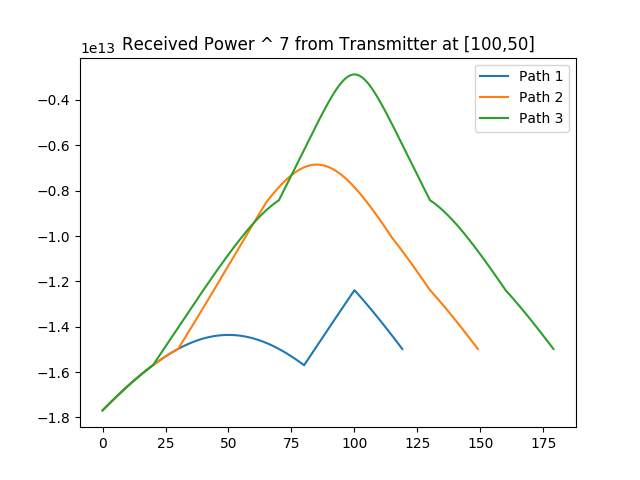 Received Power ^ 7 from Transmitter at [100,50]
1e13
Path 1
Path 2
Path 3
−0.4
−0.6
−0.8
−1.0
−1.2
−1.4
−1.6
−1.8
0 25 50 75 100 125 150 175